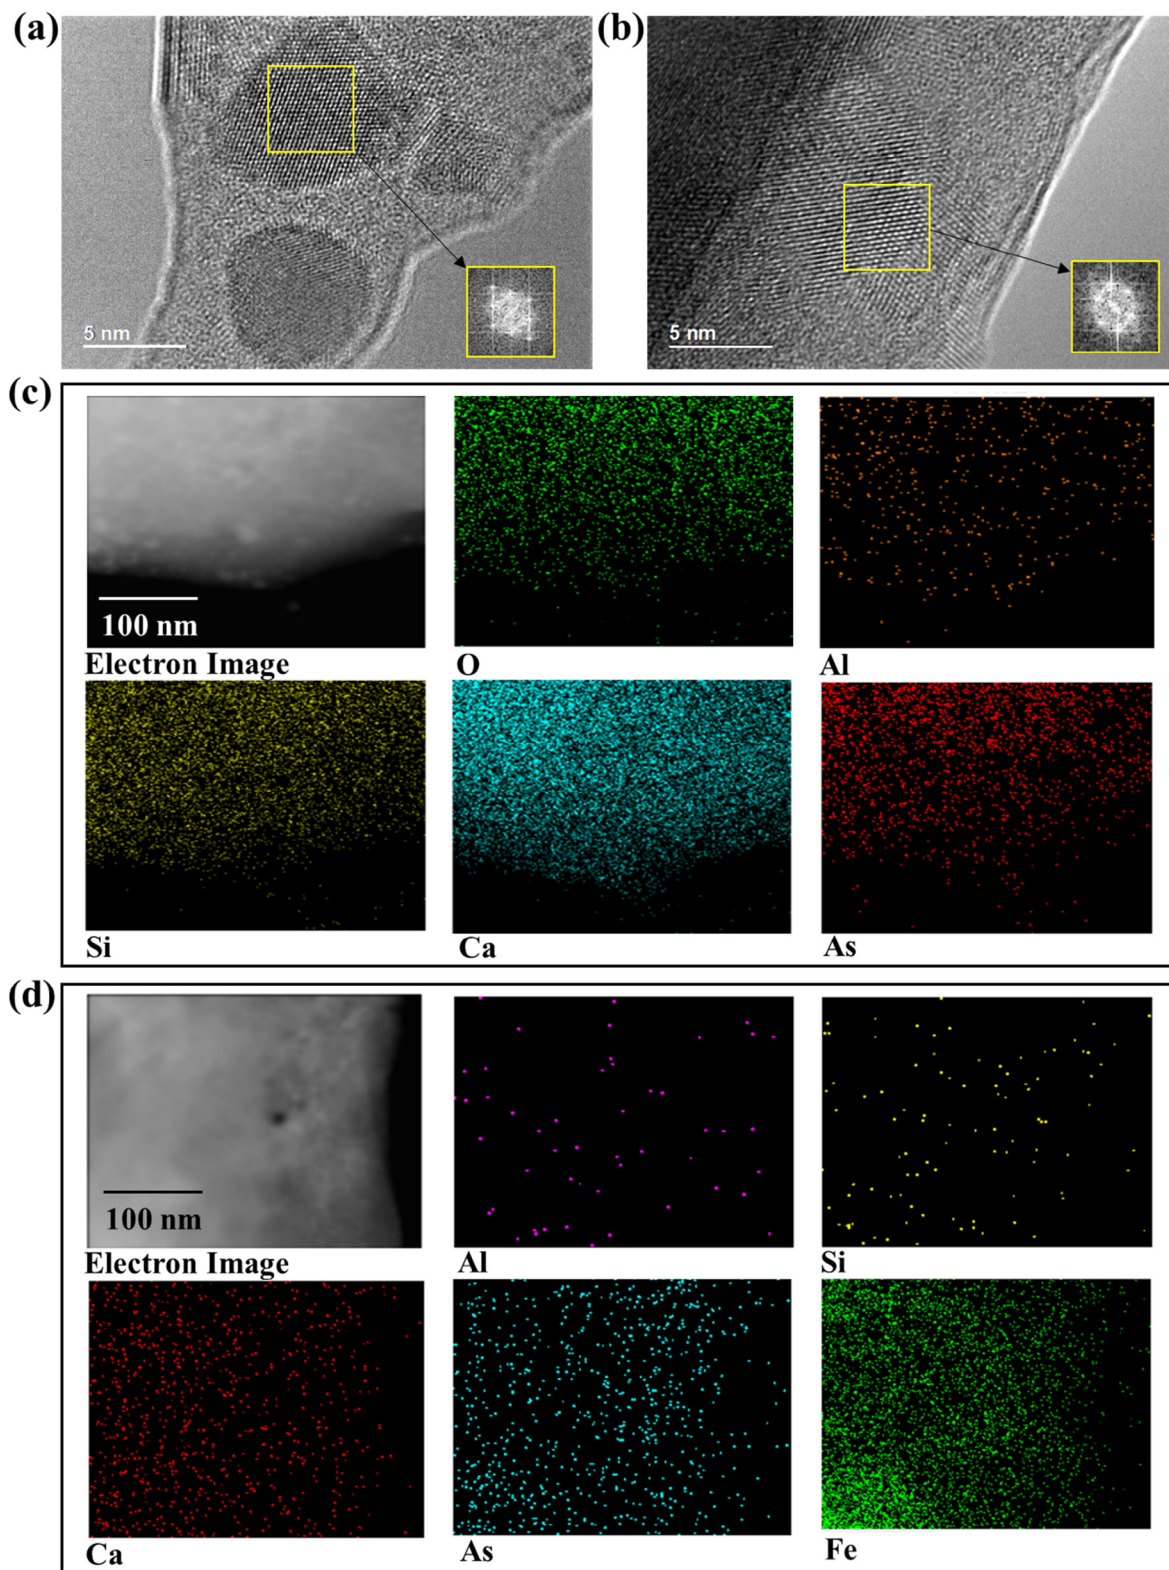 (a)
(b)
5 nm
5 nm
(c)
100 nm
Electron Image
O
Al
Si
Ca
As
(d)
100 nm
Electron Image
Al
Si
Ca
As
Fe